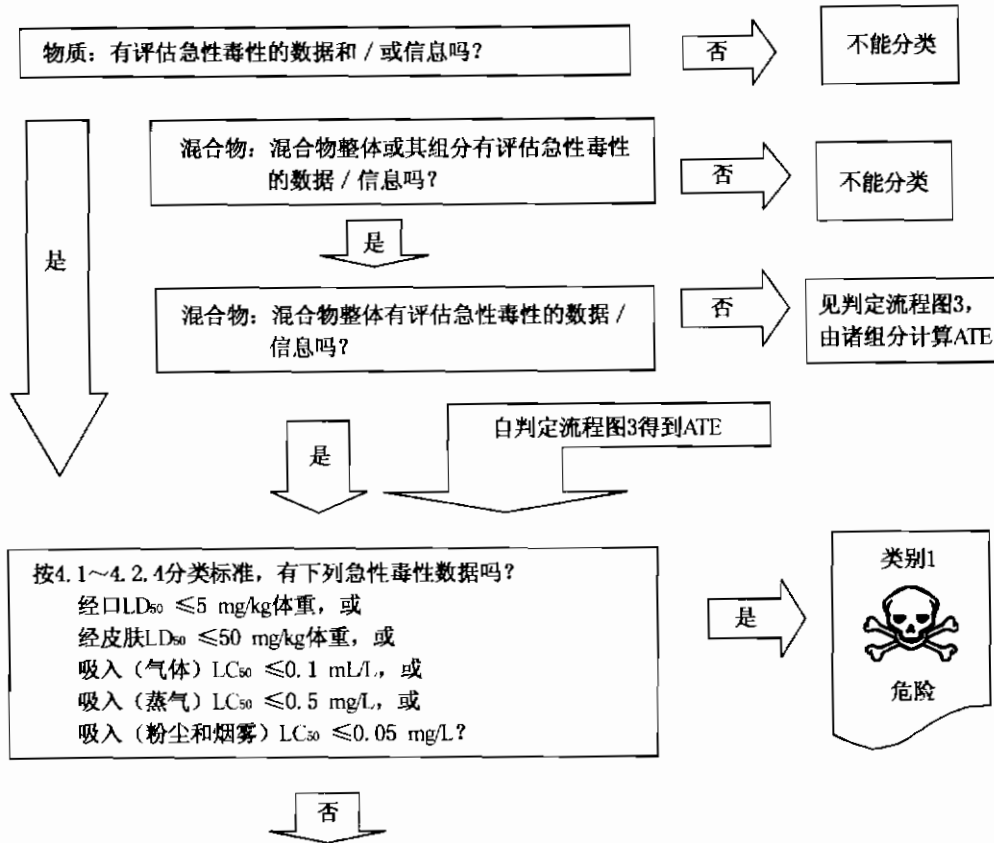 物质：有评估急性毒性的数据和／或信息吗？
否
不能分类
混合物：混合物整体或其组分有评估急性毒性
的数据／信息吗？
否
不能分类
是
是
混合物：混合物整体有评估急性毒性的数据／
信息吗？
否
见判定流程图3，
由诸组分计算ATE
是
白判定流程图3得到ATE
按4.1～4.2.4分类标准，有下列急性毒性数据吗？
经口LD₅₀ ≤5 mg/kg体重，或
经皮肤LD₅₀ ≤50 mg/kg体重，或
吸入（气体）LC₅₀ ≤0.1 mL/L，或
吸入（蒸气）LC₅₀ ≤0.5 mg/L，或
吸入（粉尘和烟雾）LC₅₀ ≤0.05 mg/L？
是
类别1
危险
否